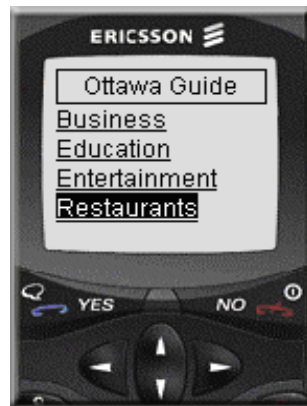 ERICSSON
Ottawa Guide
Business
Education
Entertainment
Restaurants
YES NO